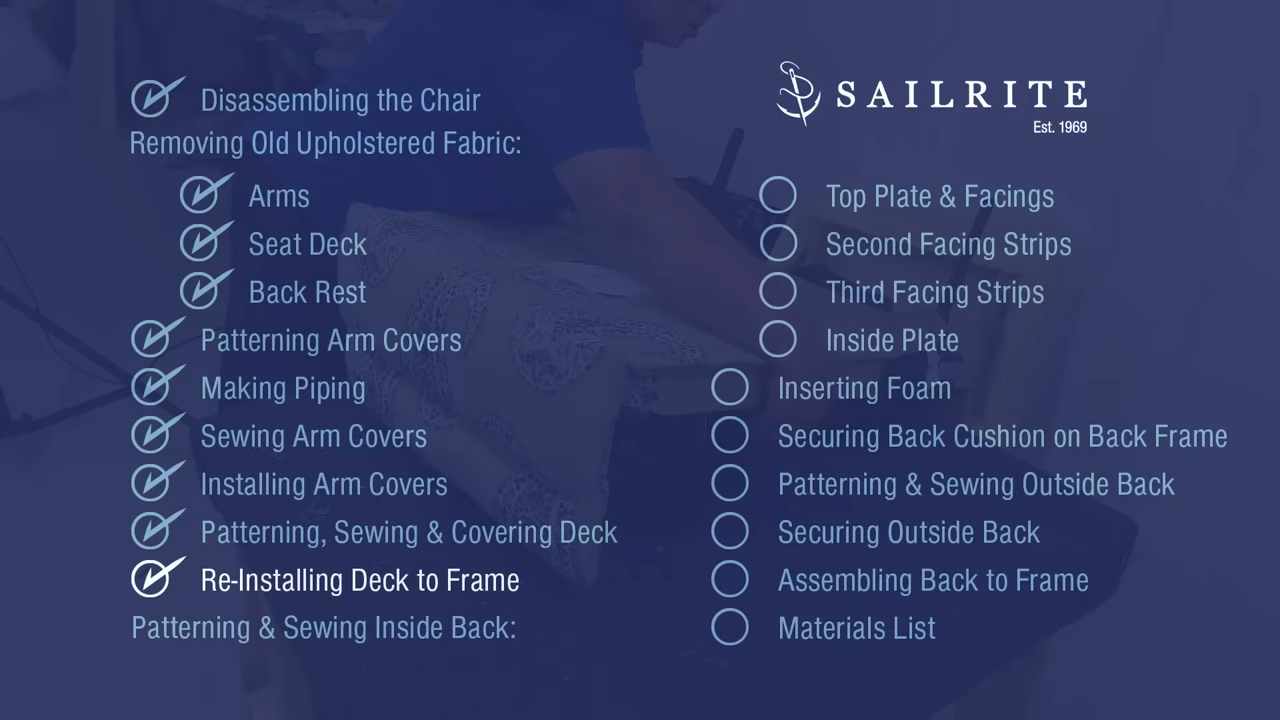 Disassembling the Chair
Removing Old Upholstered Fabric:
Arms
Seat Deck
Back Rest
Patterning Arm Covers
Making Piping
Sewing Arm Covers
Installing Arm Covers
Patterning, Sewing & Covering Deck
Re-Installing Deck to Frame
Patterning & Sewing Inside Back:
SAILRITE
Est. 1969
Top Plate & Facings
Second Facing Strips
Third Facing Strips
Inside Plate
Inserting Foam
Securing Back Cushion on Back Frame
Patterning & Sewing Outside Back
Securing Outside Back
Assembling Back to Frame
Materials List